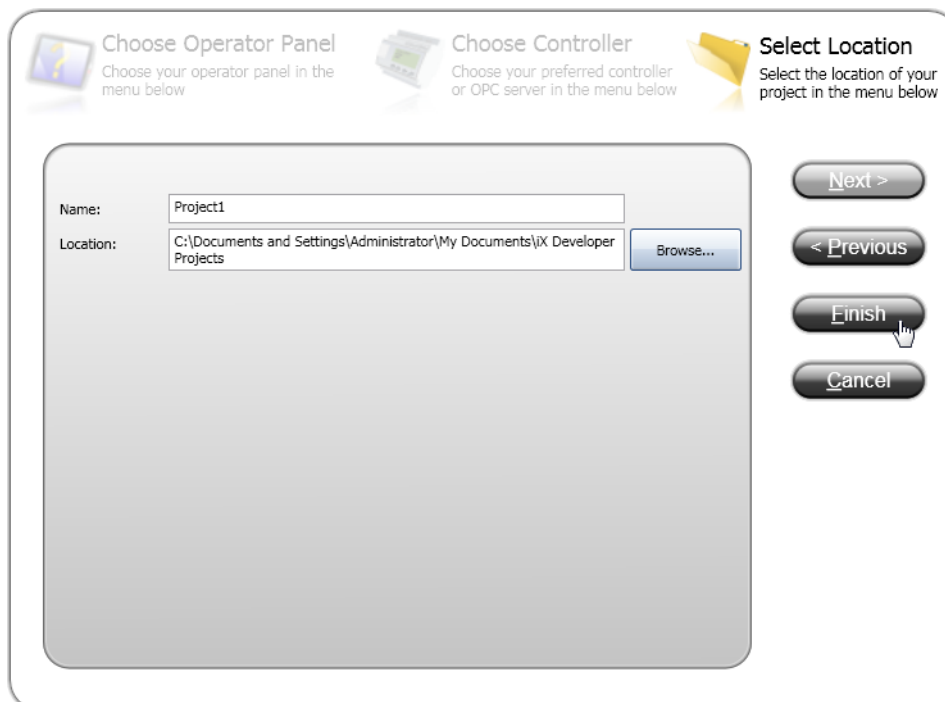 Choose Operator Panel
Choose your operator panel in the
menu below
Choose Controller
Choose your preferred controller
or OPC server in the menu below
Select Location
Select the location of your
project in the menu below
Name:
Project1
Location:
C:\Documents and Settings\Administrator\My Documents\iX Developer
Projects
Browse...
Next >
< Previous
Finish
Cancel